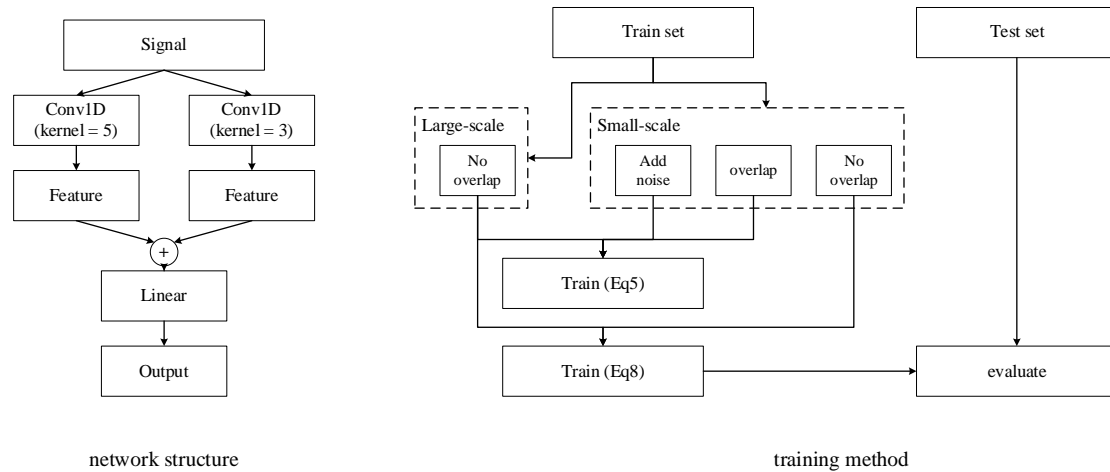 Signal
Conv1D
(kernel = 5)
Conv1D
(kernel = 3)
Feature
Feature
+
Linear
Output
network structure
Train set
Test set
Large-scale
No
overlap
Small-scale
Add
noise
overlap
No
overlap
Train (Eq5)
Train (Eq8)
evaluate
training method